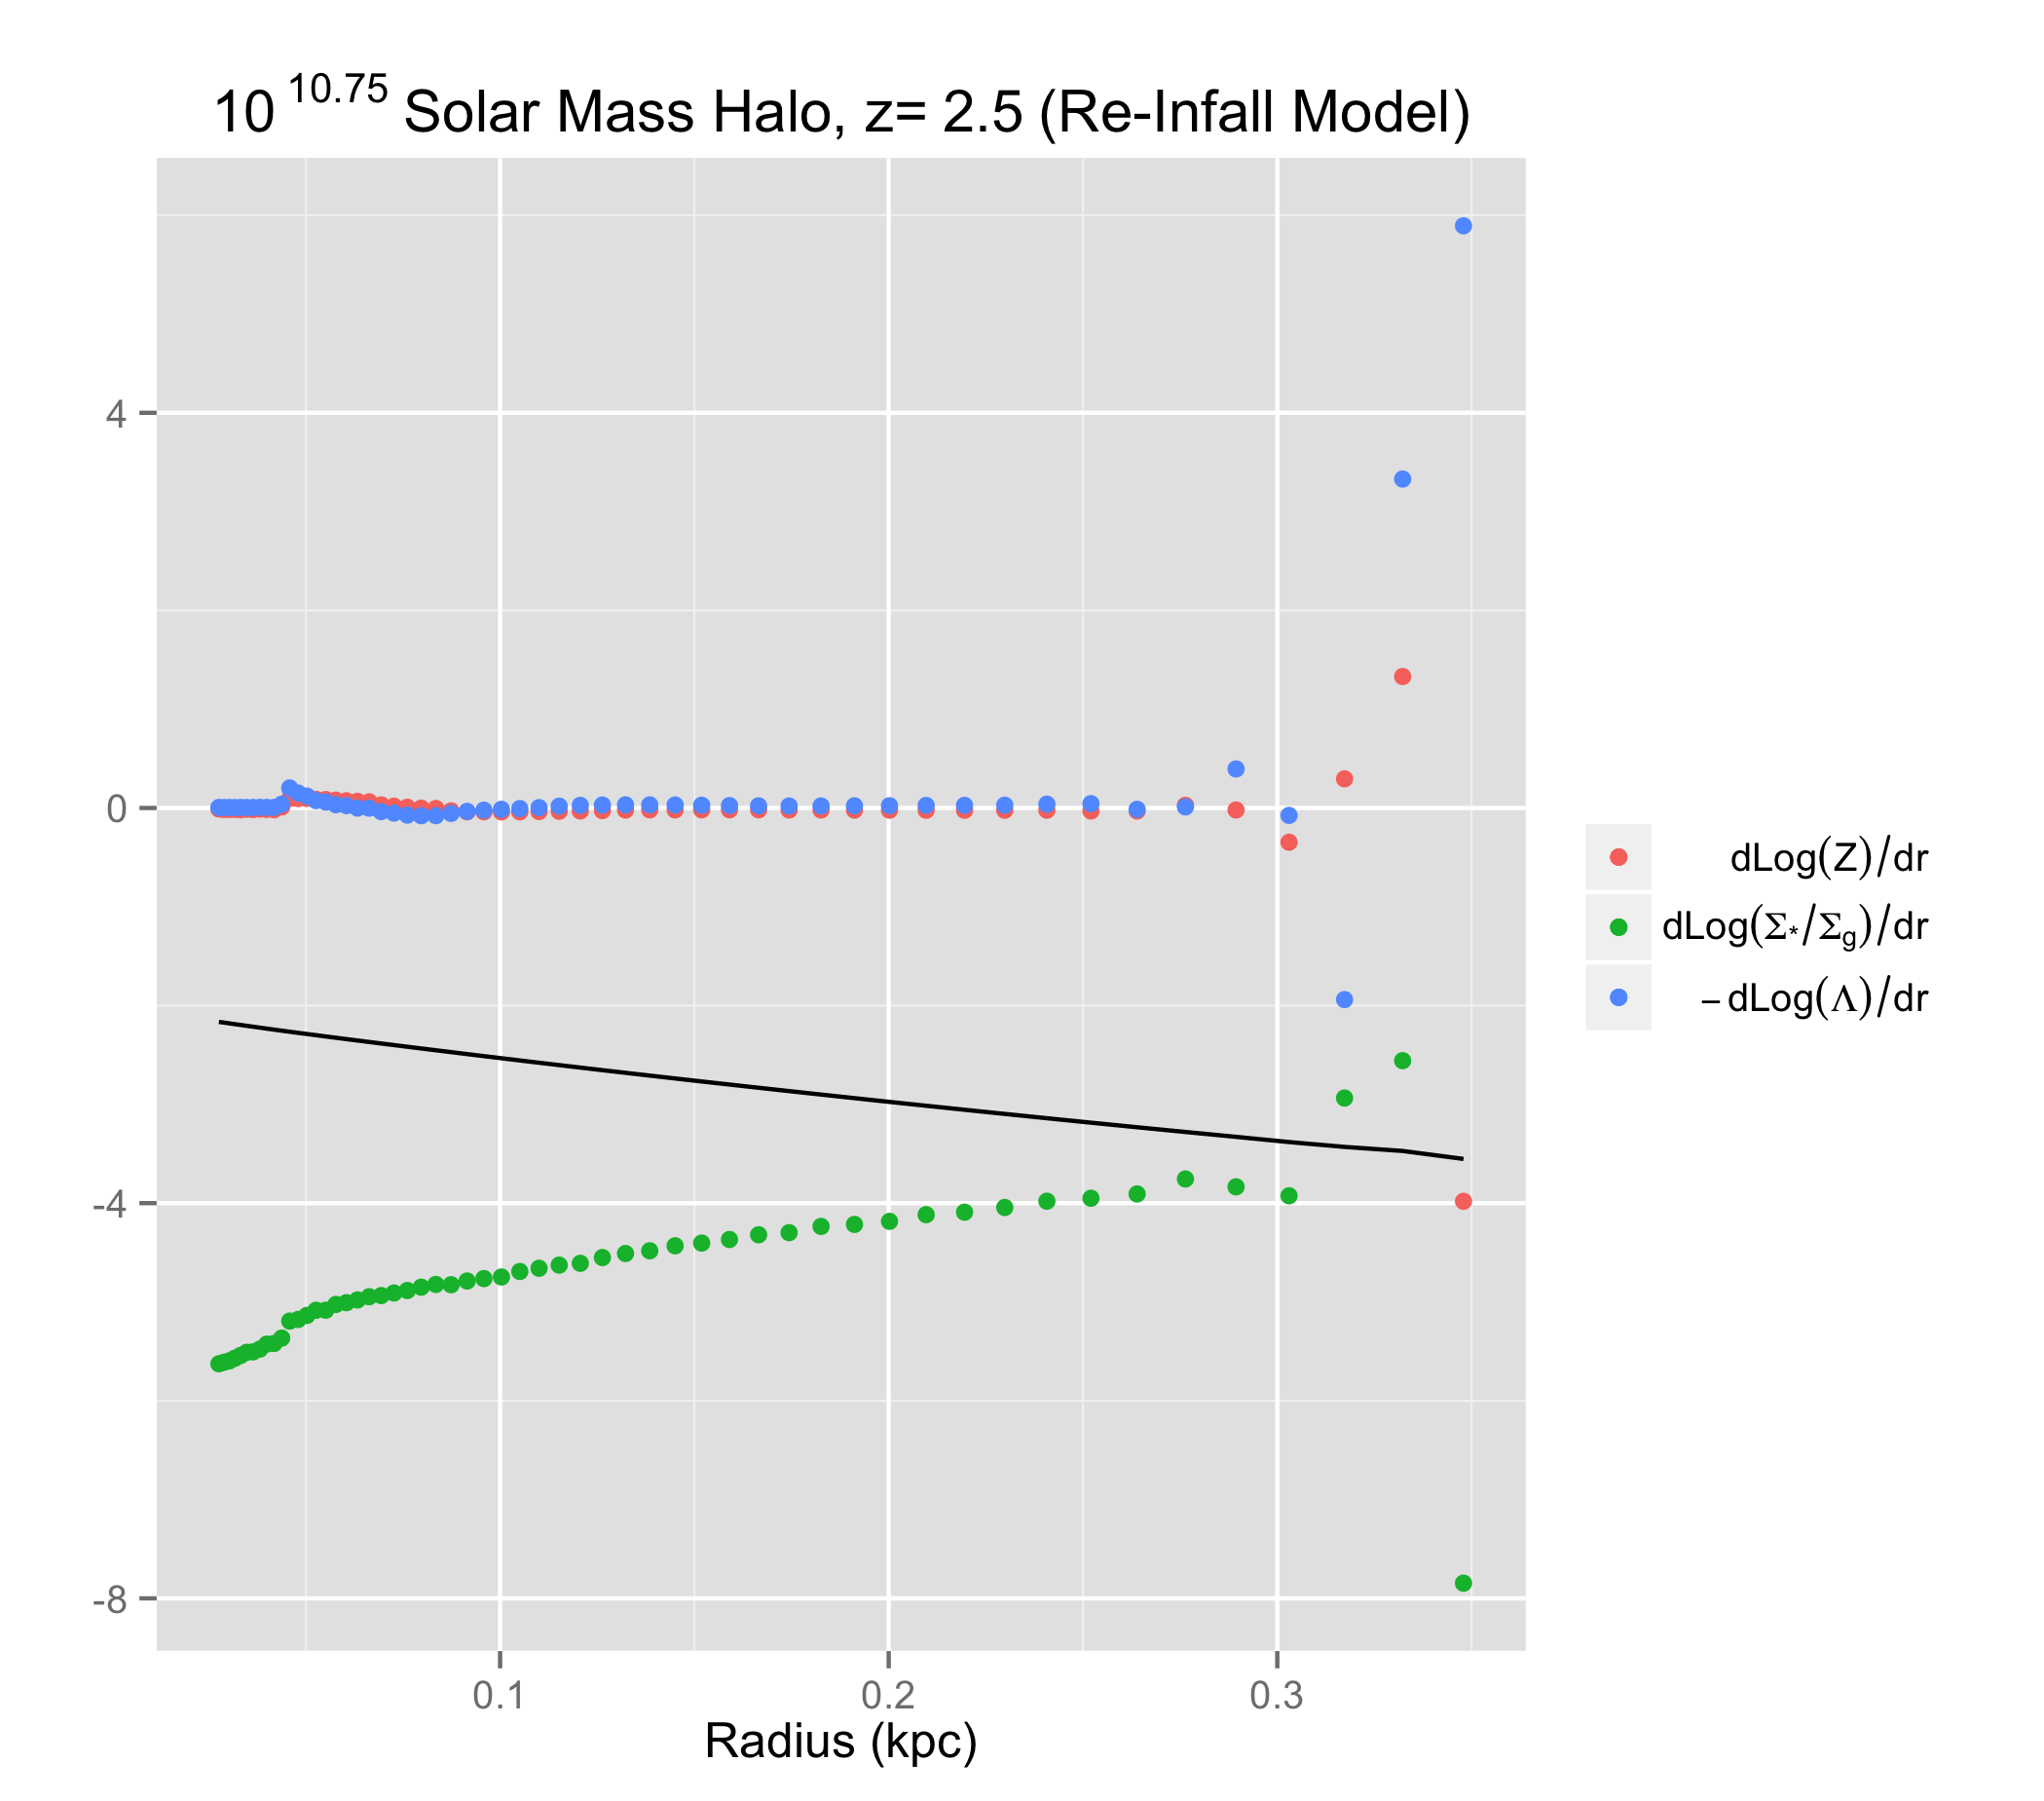 10^10.75 Solar Mass Halo, z= 2.5 (Re-Infall Model)
4
0
-4
-8
0.1 0.2 0.3
Radius (kpc)
dLog(Z)/dr
dLog(Σ*/Σg)/dr
−dLog(Λ)/dr